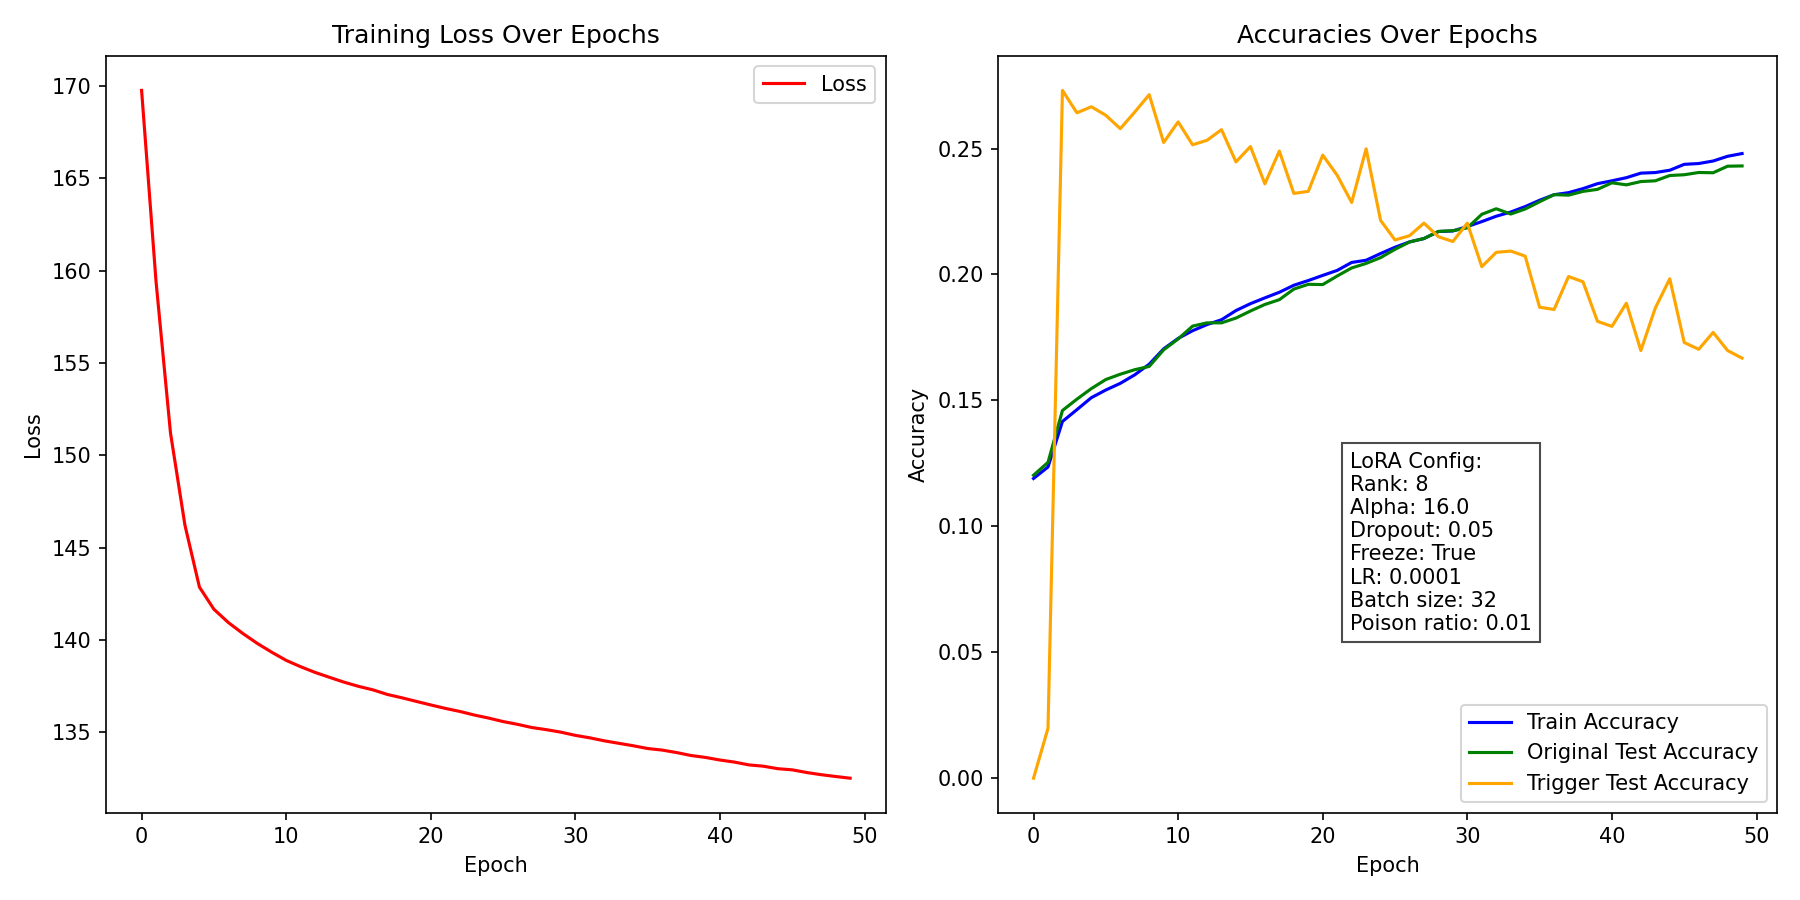 Training Loss Over Epochs
Loss
170
165
160
155
150
145
140
135
Loss
0
10
20
30
40
50
Epoch
Accuracies Over Epochs
0.25
0.20
0.15
0.10
0.05
0.00
Accuracy
LoRA Config:
Rank: 8
Alpha: 16.0
Dropout: 0.05
Freeze: True
LR: 0.0001
Batch size: 32
Poison ratio: 0.01
Train Accuracy
Original Test Accuracy
Trigger Test Accuracy
0
10
20
30
40
50
Epoch